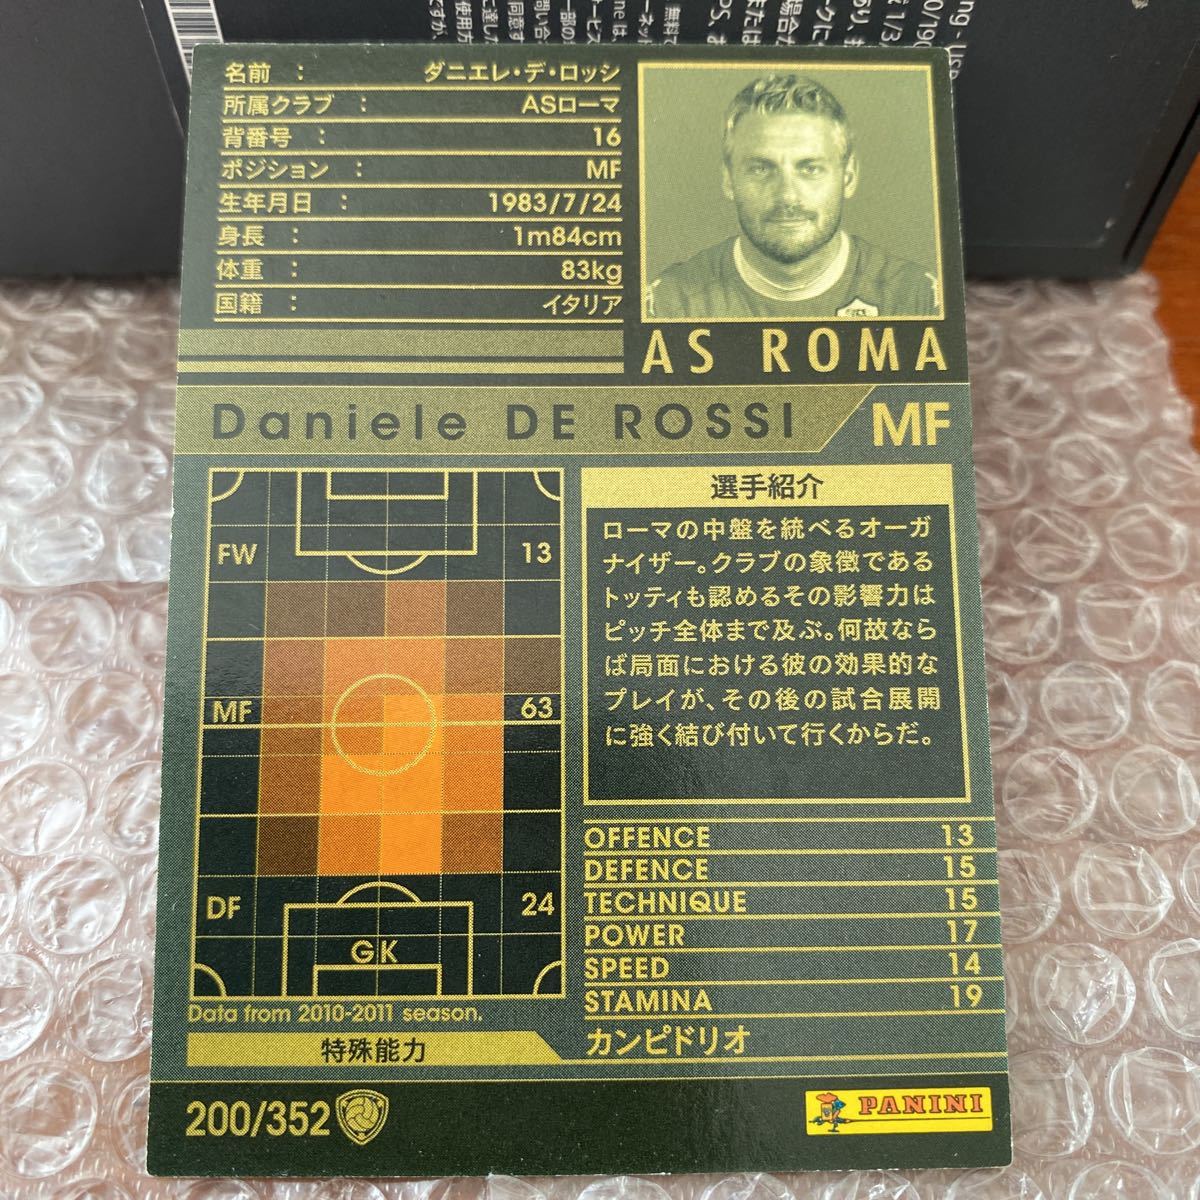 名前 : ダニエレ・デ・ロッシ
所属クラブ : ASローマ
背番号 : 16
ポジション : MF
生年月日 : 1983/7/24
身長 : 1m84cm
体重 : 83kg
国籍 : イタリア
AS ROMA
Daniele DE ROSSI MF
FW 13
MF 63
DF 24
GK
Data from 2010-2011 season.
選手紹介
ローマの中盤を統べるオーガ
ナイザー。クラブの象徴である
トッティも認めるその影響力は
ピッチ全体まで及ぶ。何故なら
ば局面における彼の効果的な
プレイが、その後の試合展開
に強く結び付いて行くからだ。
OFFENCE 13
DEFENCE 15
TECHNIQUE 15
POWER 17
SPEED 14
STAMINA 19
特殊能力 カンピドリオ
200/352
PANINI